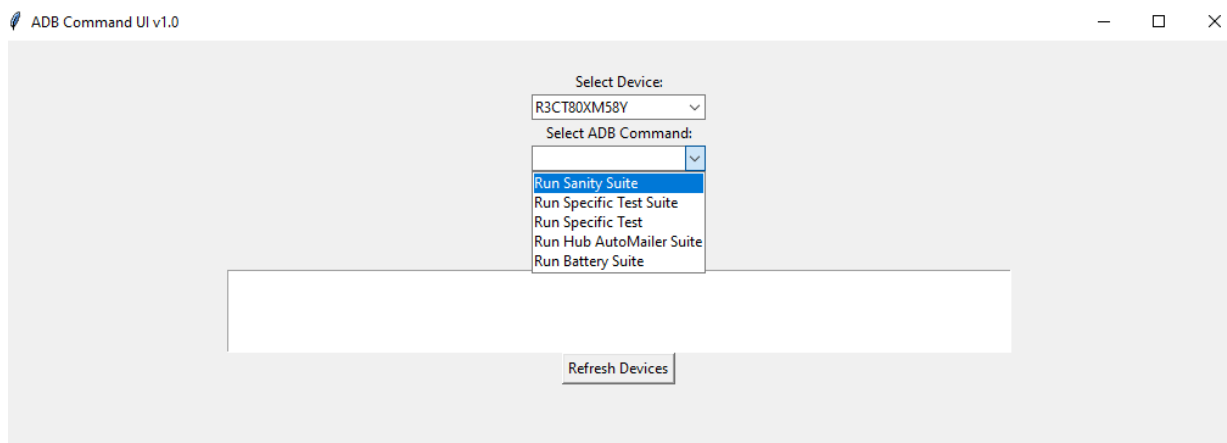 ADB Command UI v1.0
Select Device:
R3CT80XM58Y
Select ADB Command:
Run Sanity Suite
Run Specific Test Suite
Run Specific Test
Run Hub AutoMailer Suite
Run Battery Suite
Refresh Devices